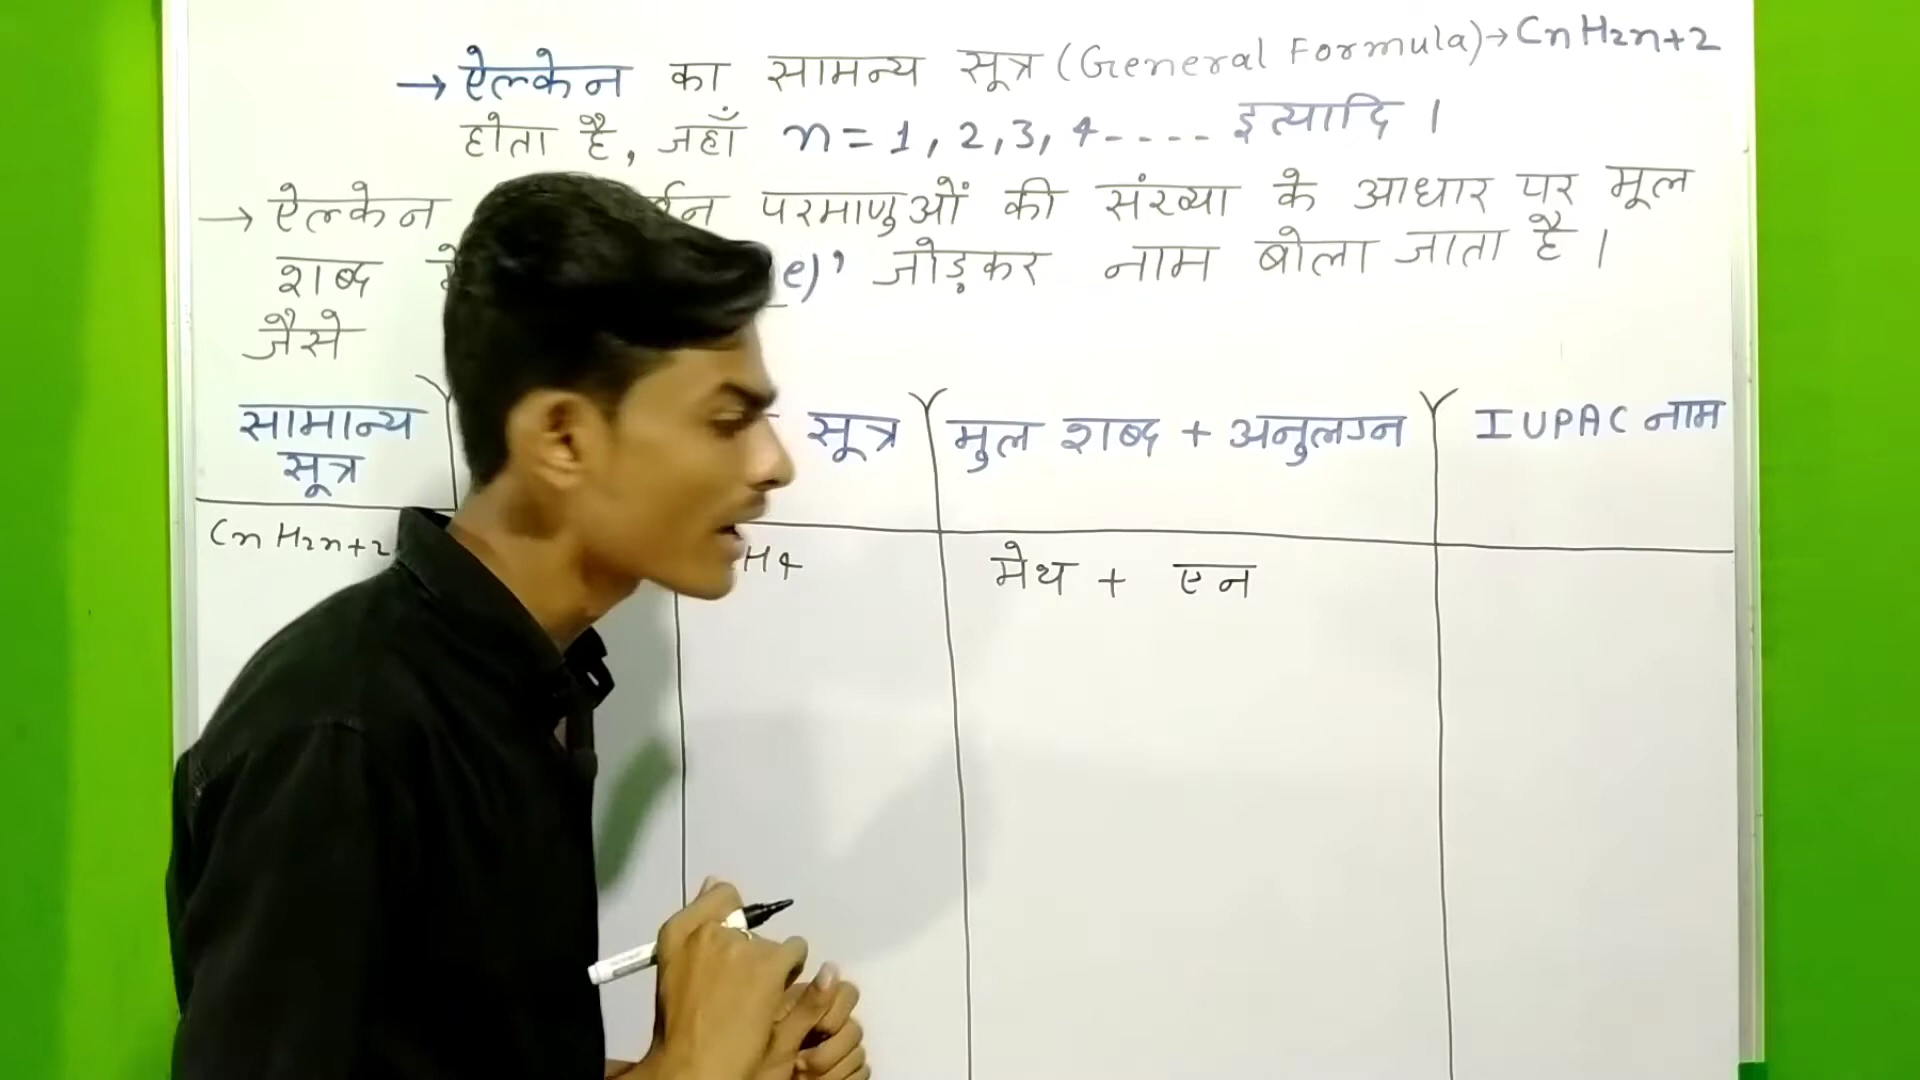 → ऐल्केन का सामन्य सूत्र (General Formula) → CnH2n+2
होता है, जहाँ n = 1, 2, 3, 4---- इत्यादि ।
→ ऐल्केन परमाणुओं की संख्या के आधार पर मूल
शब्द e)' जोड़कर नाम बोला जाता है ।
जैसे
सामान्य सूत्र
सूत्र
मुल शब्द + अनुलग्न
IUPAC नाम
CnH2n+2
H4
मेथ + एन